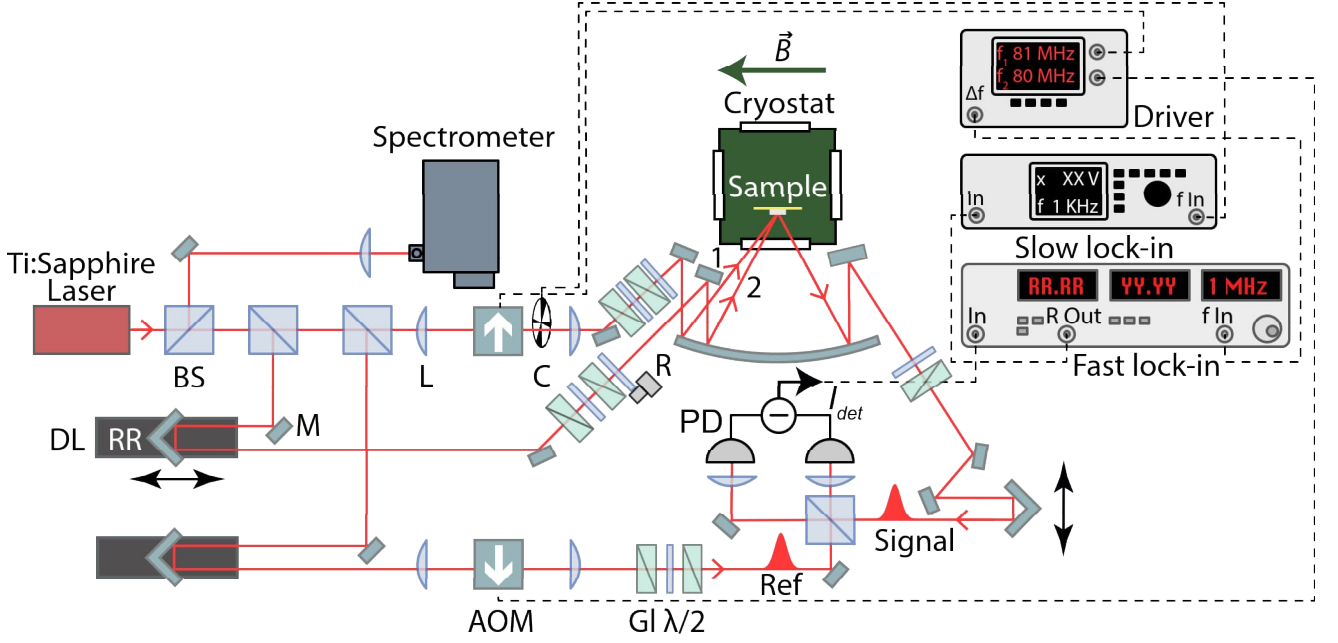 B
f1 81 MHz
f2 80 MHz
Δf
Driver
Cryostat
Spectrometer
Sample
x XX V
f 1 KHz
In
f In
Slow lock-in
Ti:Sapphire
Laser
1
2
RR.RR YY.YY 1 MHz
In
R Out
f In
Fast lock-in
BS
L
C
R
DL
RR
M
PD
I det
Signal
Ref
AOM
Gl λ/2